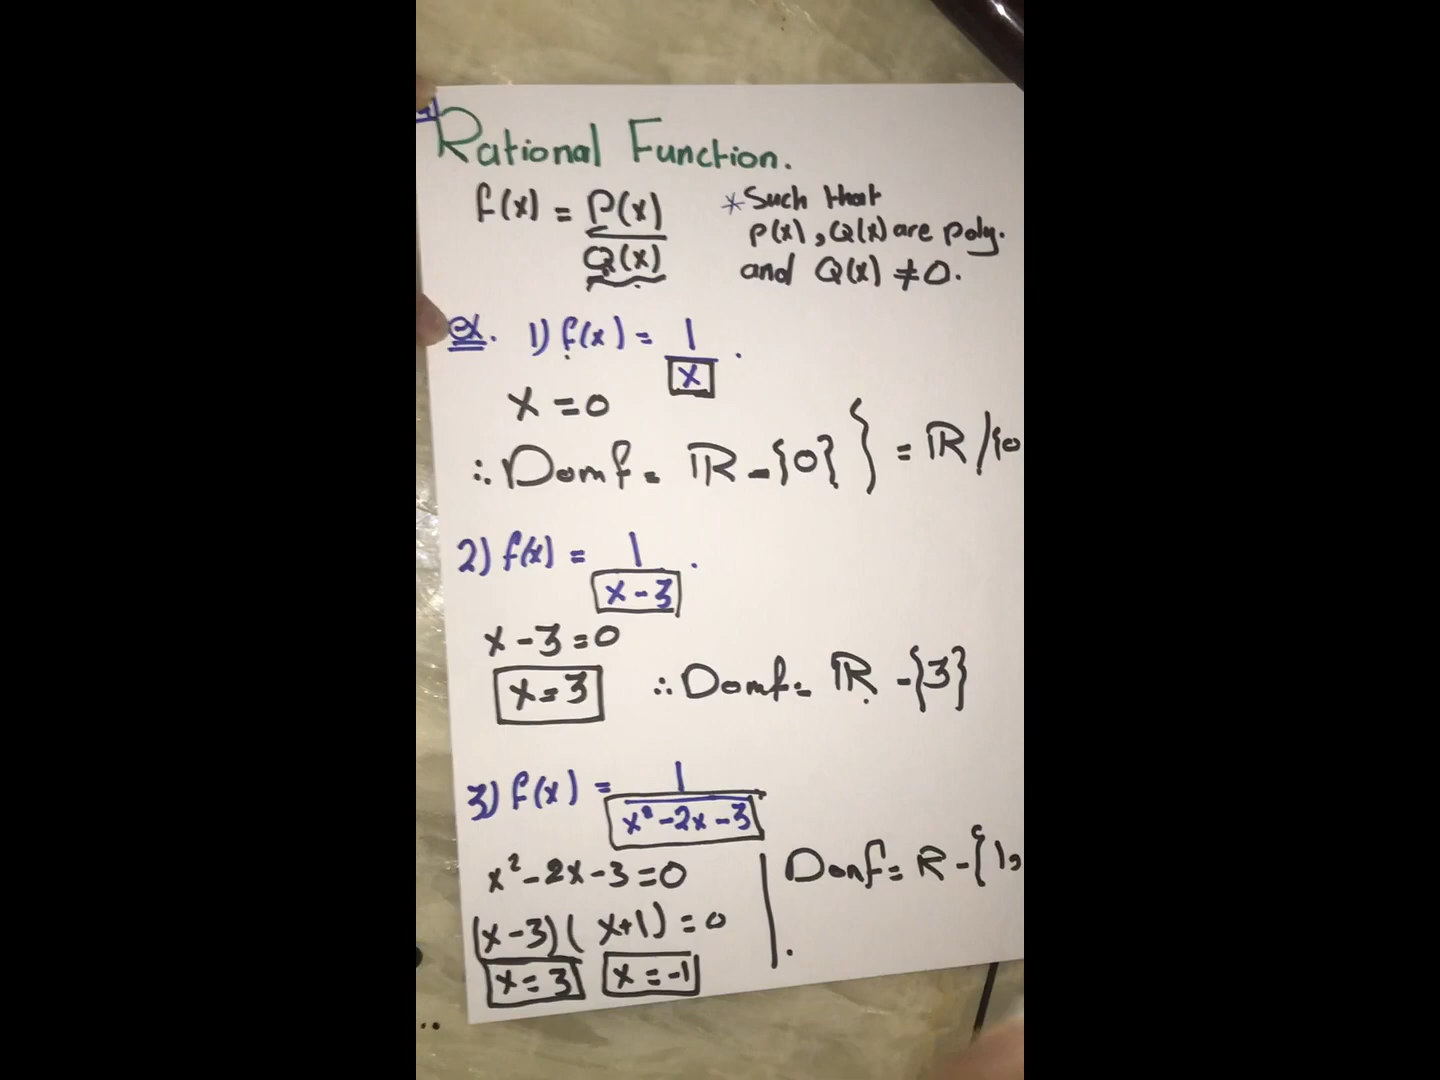 Rational Function.
f(x) = P(x) / Q(x)
* Such that
P(x), Q(x) are poly.
and Q(x) ≠ 0.
ex. 1) f(x) = 1 / x .
x = 0
∴ Dom f = ℝ - {0} } = ℝ / {0
2) f(x) = 1 / x - 3 .
x - 3 = 0
x = 3 ∴ Dom f = ℝ - {3}
3) f(x) = 1 / x² - 2x - 3
x² - 2x - 3 = 0
(x - 3)( x + 1) = 0
x = 3 x = -1
Dom f = R - {1,